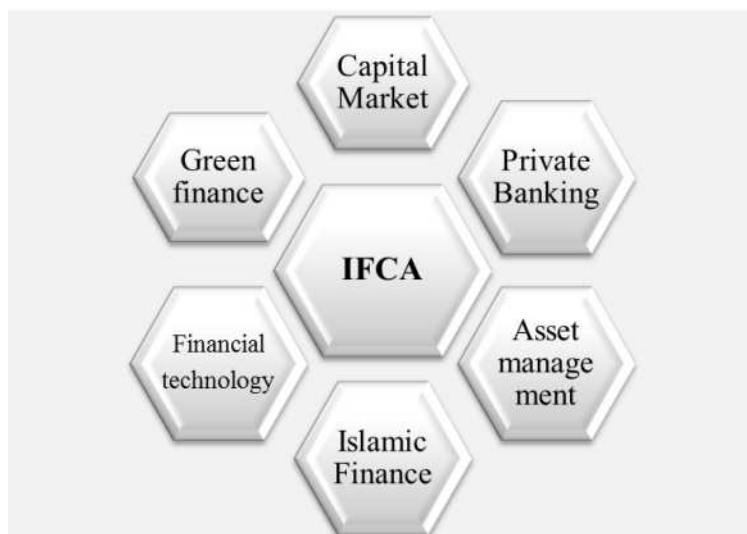 Capital
Market
Green
finance
Private
Banking
IFCA
Financial
technology
Asset
manage
ment
Islamic
Finance